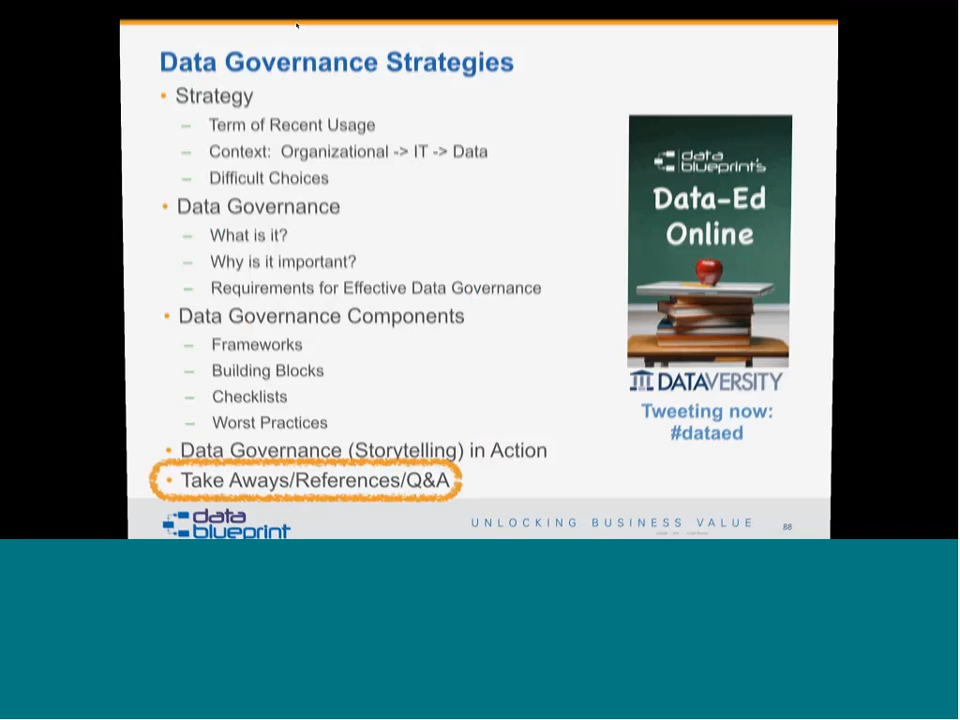 Data Governance Strategies
• Strategy
– Term of Recent Usage
– Context: Organizational -> IT -> Data
– Difficult Choices
• Data Governance
– What is it?
– Why is it important?
– Requirements for Effective Data Governance
• Data Governance Components
– Frameworks
– Building Blocks
– Checklists
– Worst Practices
• Data Governance (Storytelling) in Action
• Take Aways/References/Q&A
data
blueprint's
Data-Ed
Online
DATAVERSITY
Tweeting now:
#dataed
data
blueprint
UNLOCKING BUSINESS VALUE
88